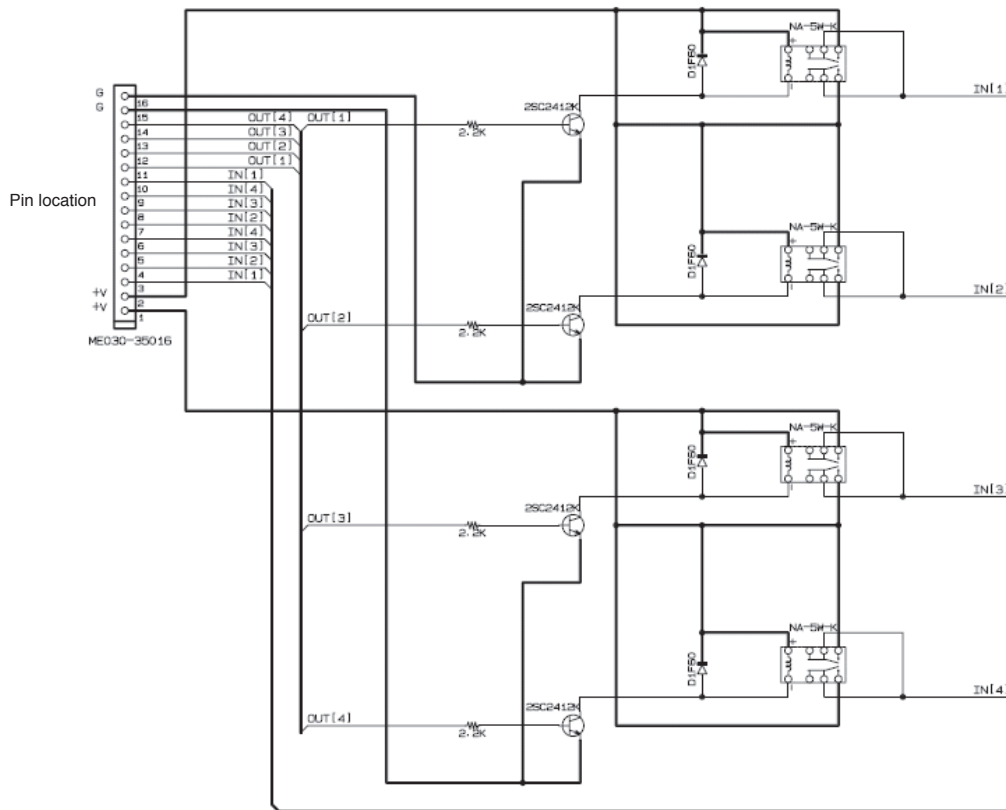 NA-5W-K
D1F60
IN[1]
G
G
16
15
14
13
12
11
10
9
8
7
6
5
4
3
2
1
OUT[4]
OUT[3]
OUT[2]
OUT[1]
IN[1]
IN[4]
IN[3]
IN[2]
IN[4]
IN[3]
IN[2]
IN[1]
+V
+V
Pin location
ME030-35016
OUT[1]
2.2K
2SC2412K
+
NA-5W-K
+
D1F60
IN[2]
OUT[2]
2.2K
2SC2412K
NA-5W-K
+
D1F60
IN[3]
OUT[3]
2.2K
2SC2412K
NA-5W-K
+
D1F60
IN[4]
OUT[4]
2.2K
2SC2412K